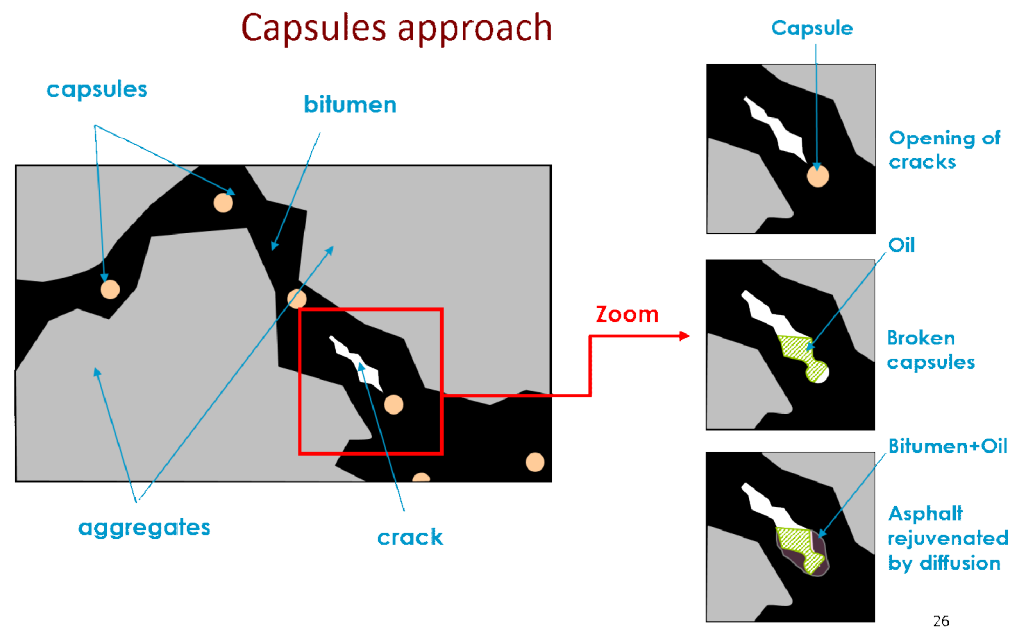 Capsules approach
capsules
bitumen
aggregates
crack
Zoom
Capsule
Opening of
cracks
Oil
Broken
capsules
Bitumen+Oil
Asphalt
rejuvenated
by diffusion
26